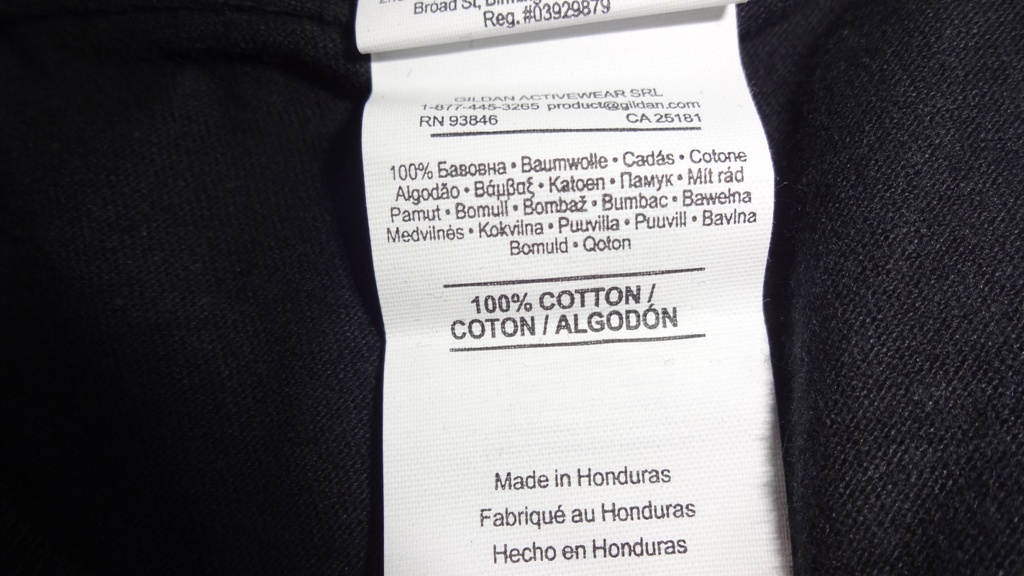 Broad St,
Reg. #03929879
GILDAN ACTIVEWEAR SRL
1-877-445-3265 product@gildan.com
RN 93846 CA 25181
100% Бавовна • Baumwolle • Cadás • Cotone
Algodão • Βάμβαξ • Katoen • Памук • Mit rád
Pamut • Bomull • Bombaž • Bumbac • Bawełna
Medvilnės • Kokvilna • Puuvilla • Puuvill • Bavlna
Bomuld • Qoton
100% COTTON /
COTON / ALGODÓN
Made in Honduras
Fabriqué au Honduras
Hecho en Honduras